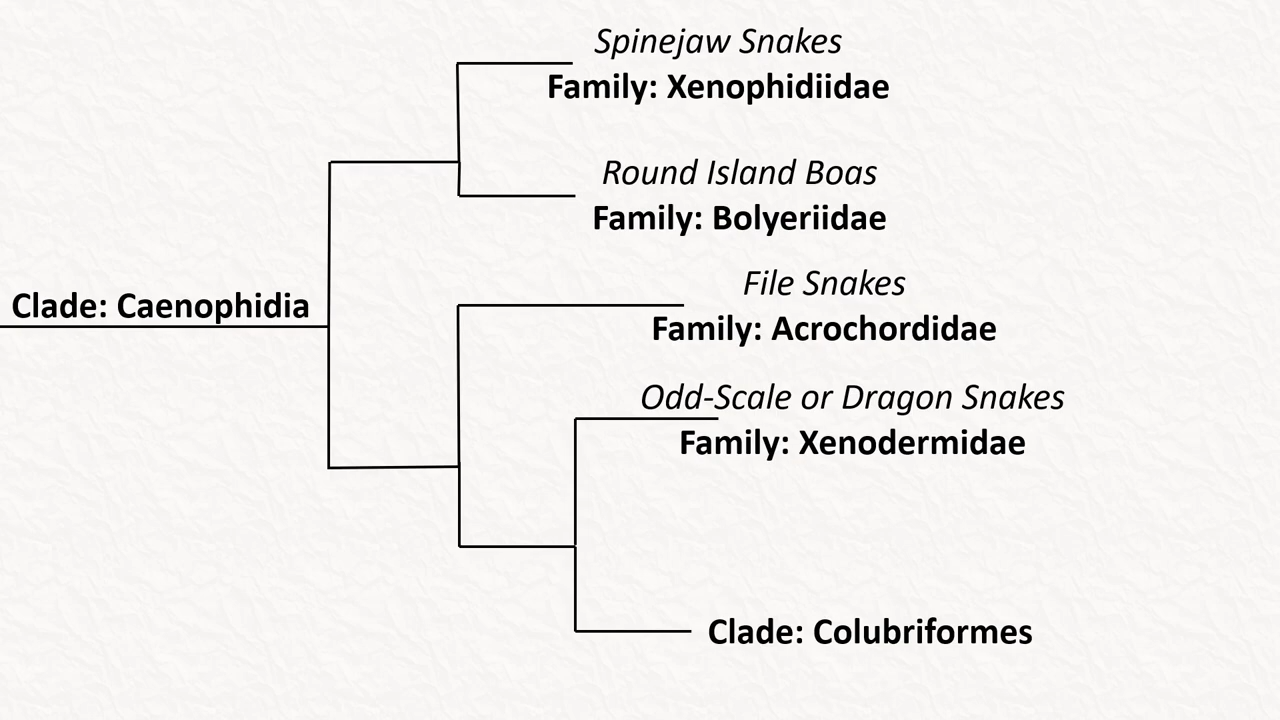 Spinejaw Snakes
Family: Xenophidiidae
Round Island Boas
Family: Bolyeriidae
File Snakes
Clade: Caenophidia
Family: Acrochordidae
Odd-Scale or Dragon Snakes
Family: Xenodermidae
Clade: Colubriformes